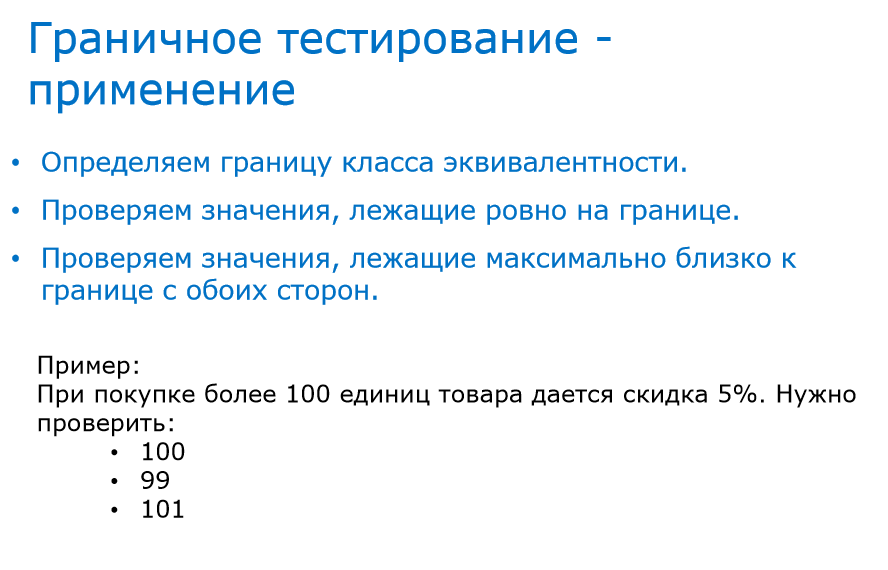 Граничное тестирование -
применение
• Определяем границу класса эквивалентности.
• Проверяем значения, лежащие ровно на границе.
• Проверяем значения, лежащие максимально близко к
границе с обоих сторон.
Пример:
При покупке более 100 единиц товара дается скидка 5%. Нужно
проверить:
• 100
• 99
• 101